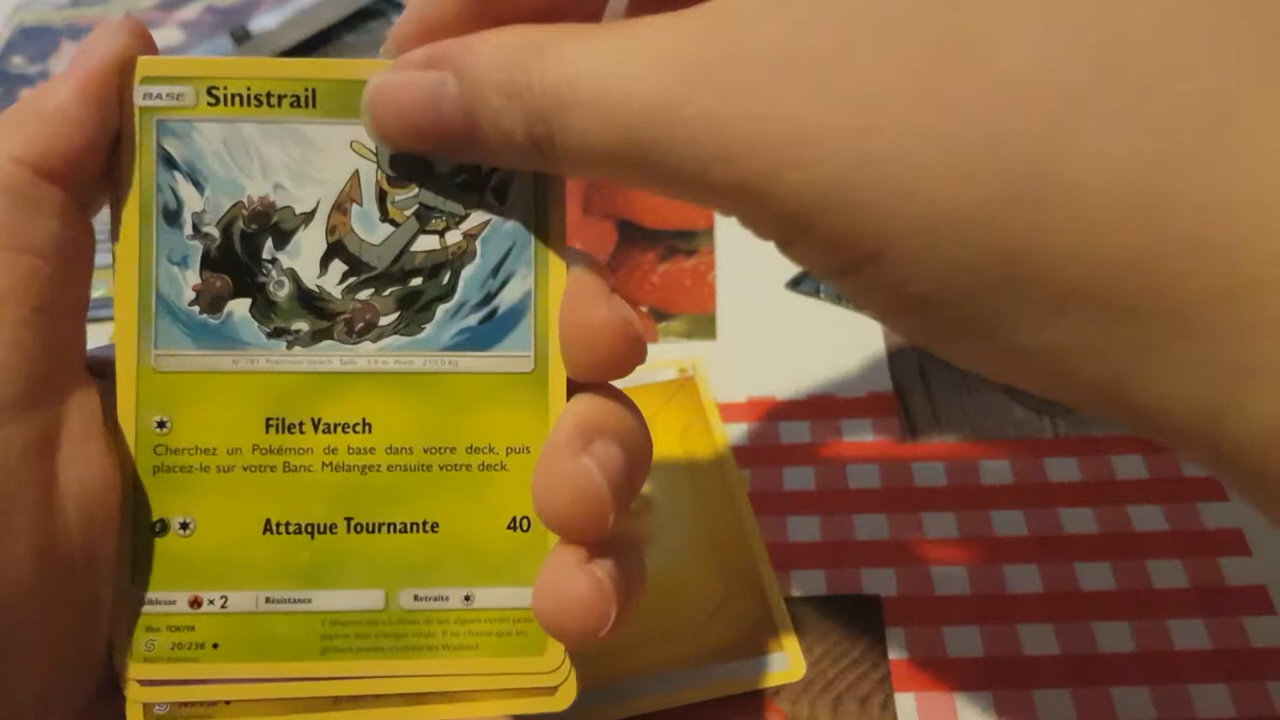 BASE Sinistrail
N° 781 Pokémon Varech Taille : 3.9 m Poids : 210.0 kg
Filet Varech
Cherchez un Pokémon de base dans votre deck, puis
placez-le sur votre Banc. Mélangez ensuite votre deck.
Attaque Tournante 40
×2 Résistance Retraite
Illus. TOKIYA
20/236